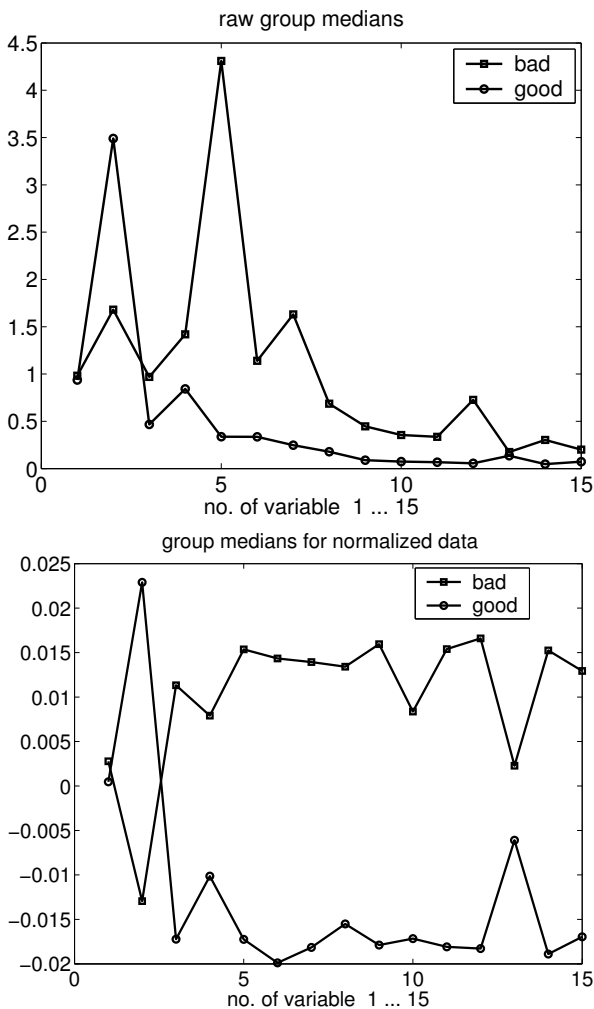 raw group medians
4.5
4
3.5
3
2.5
2
1.5
1
0.5
0
bad
good
0 5 10 15
no. of variable 1 ... 15
group medians for normalized data
0.025
0.02
0.015
0.01
0.005
0
−0.005
−0.01
−0.015
−0.02
bad
good
0 5 10 15
no. of variable 1 ... 15